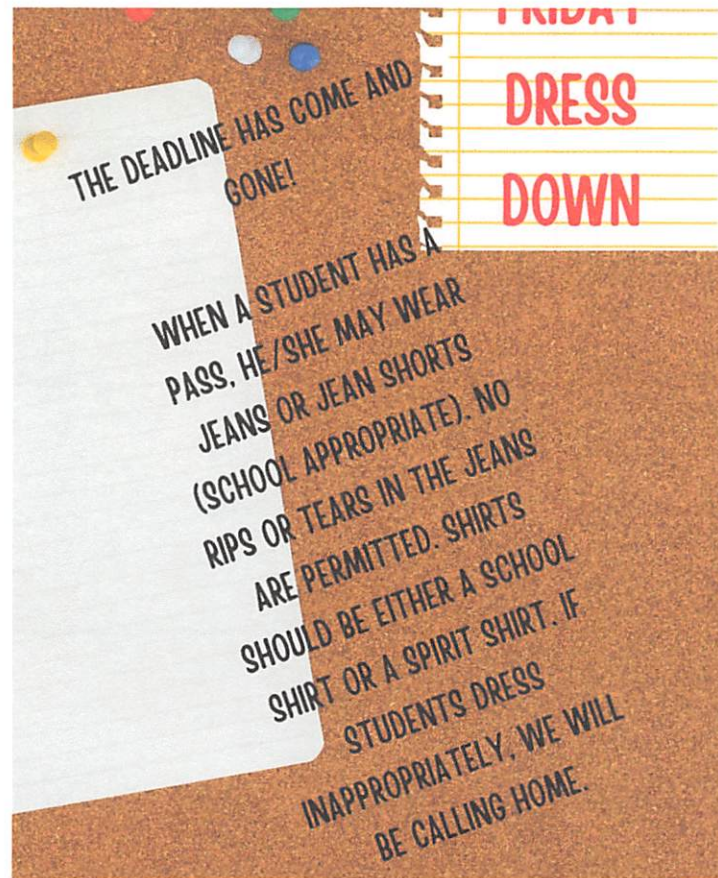 FRIDAY
DRESS
DOWN
THE DEADLINE HAS COME AND
GONE!
WHEN A STUDENT HAS A
PASS, HE/SHE MAY WEAR
JEANS OR JEAN SHORTS
(SCHOOL APPROPRIATE). NO
RIPS OR TEARS IN THE JEANS
ARE PERMITTED. SHIRTS
SHOULD BE EITHER A SCHOOL
SHIRT OR A SPIRIT SHIRT. IF
STUDENTS DRESS
INAPPROPRIATELY, WE WILL
BE CALLING HOME.